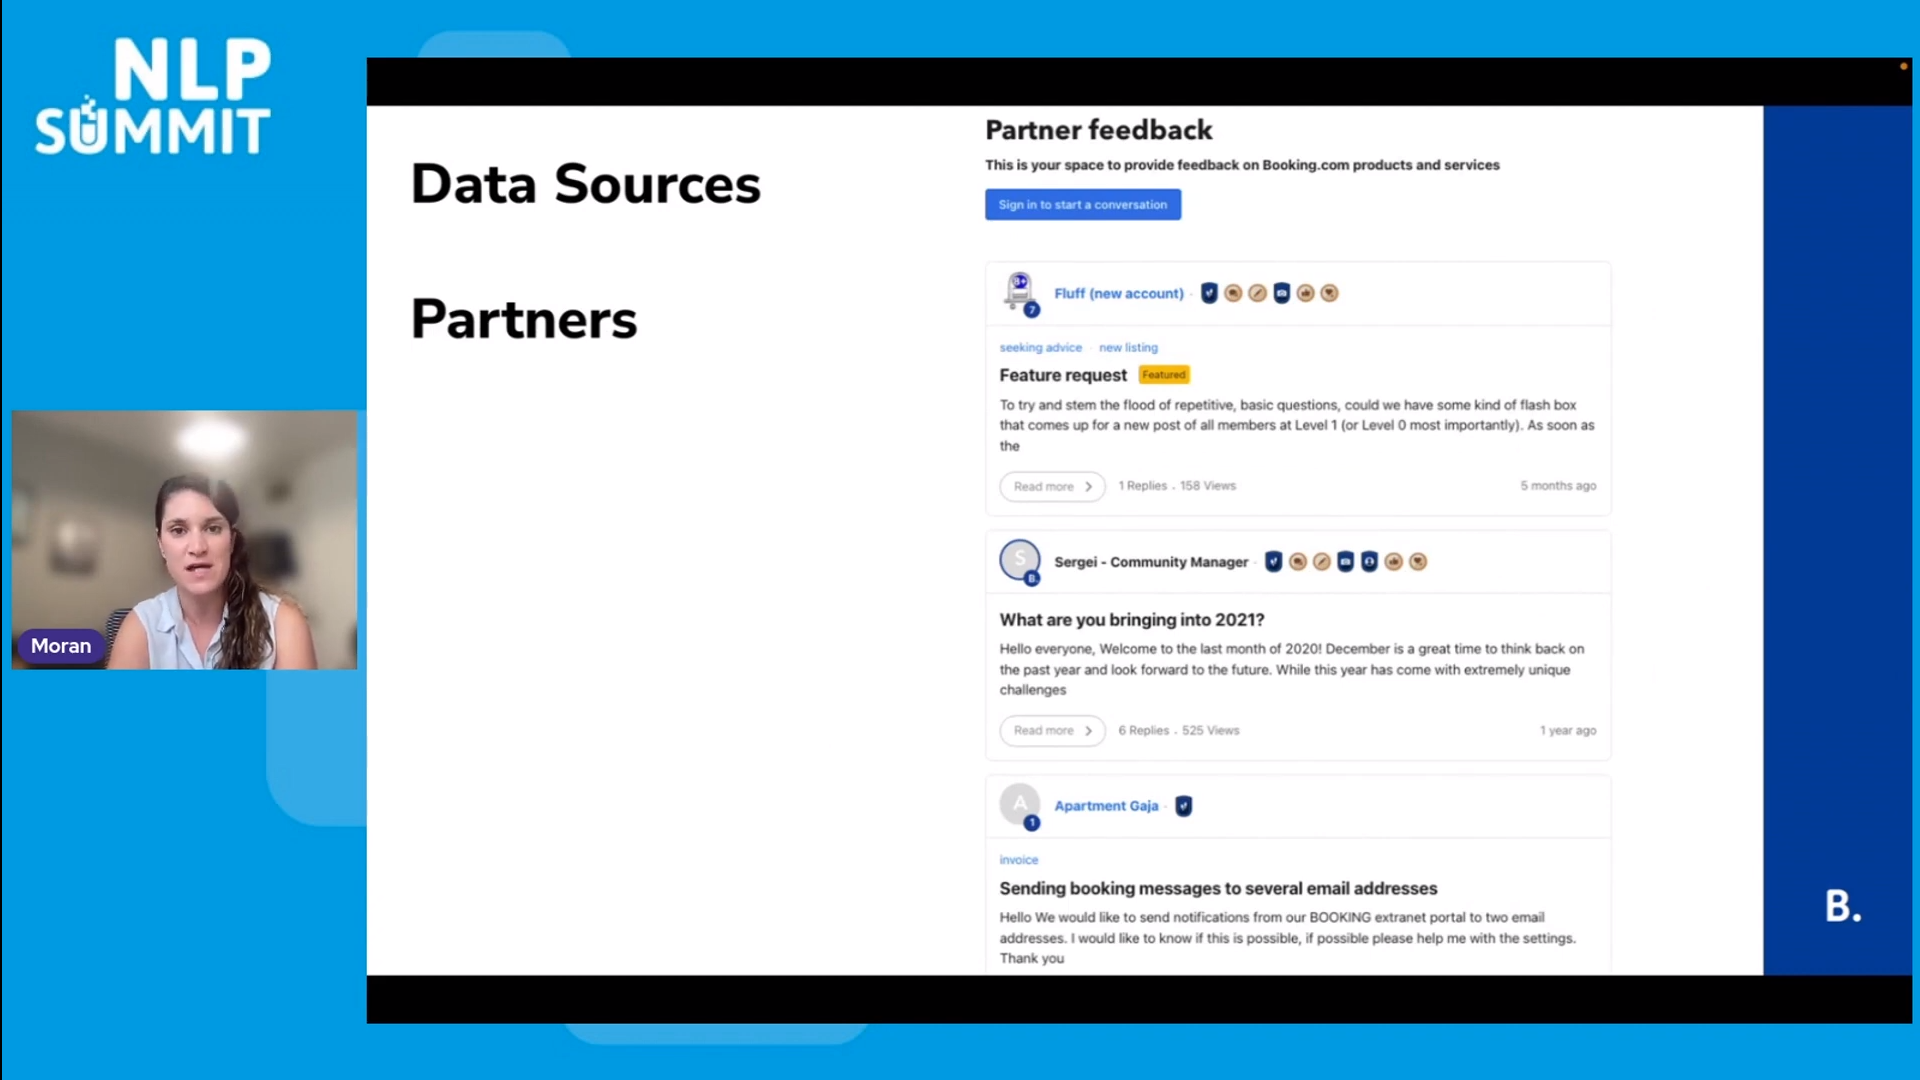 NLP
SUMMIT
Data Sources
Partners
Moran
Partner feedback
This is your space to provide feedback on Booking.com products and services
Sign in to start a conversation
7
Fluff (new account)
seeking advice · new listing
Feature request Featured
To try and stem the flood of repetitive, basic questions, could we have some kind of flash box
that comes up for a new post of all members at Level 1 (or Level 0 most importantly). As soon as
the
Read more 1 Replies . 158 Views 5 months ago
S
B.
Sergei - Community Manager
What are you bringing into 2021?
Hello everyone, Welcome to the last month of 2020! December is a great time to think back on
the past year and look forward to the future. While this year has come with extremely unique
challenges
Read more 6 Replies . 525 Views 1 year ago
A
1
Apartment Gaja
invoice
Sending booking messages to several email addresses
Hello We would like to send notifications from our BOOKING extranet portal to two email
addresses. I would like to know if this is possible, if possible please help me with the settings.
Thank you
B.